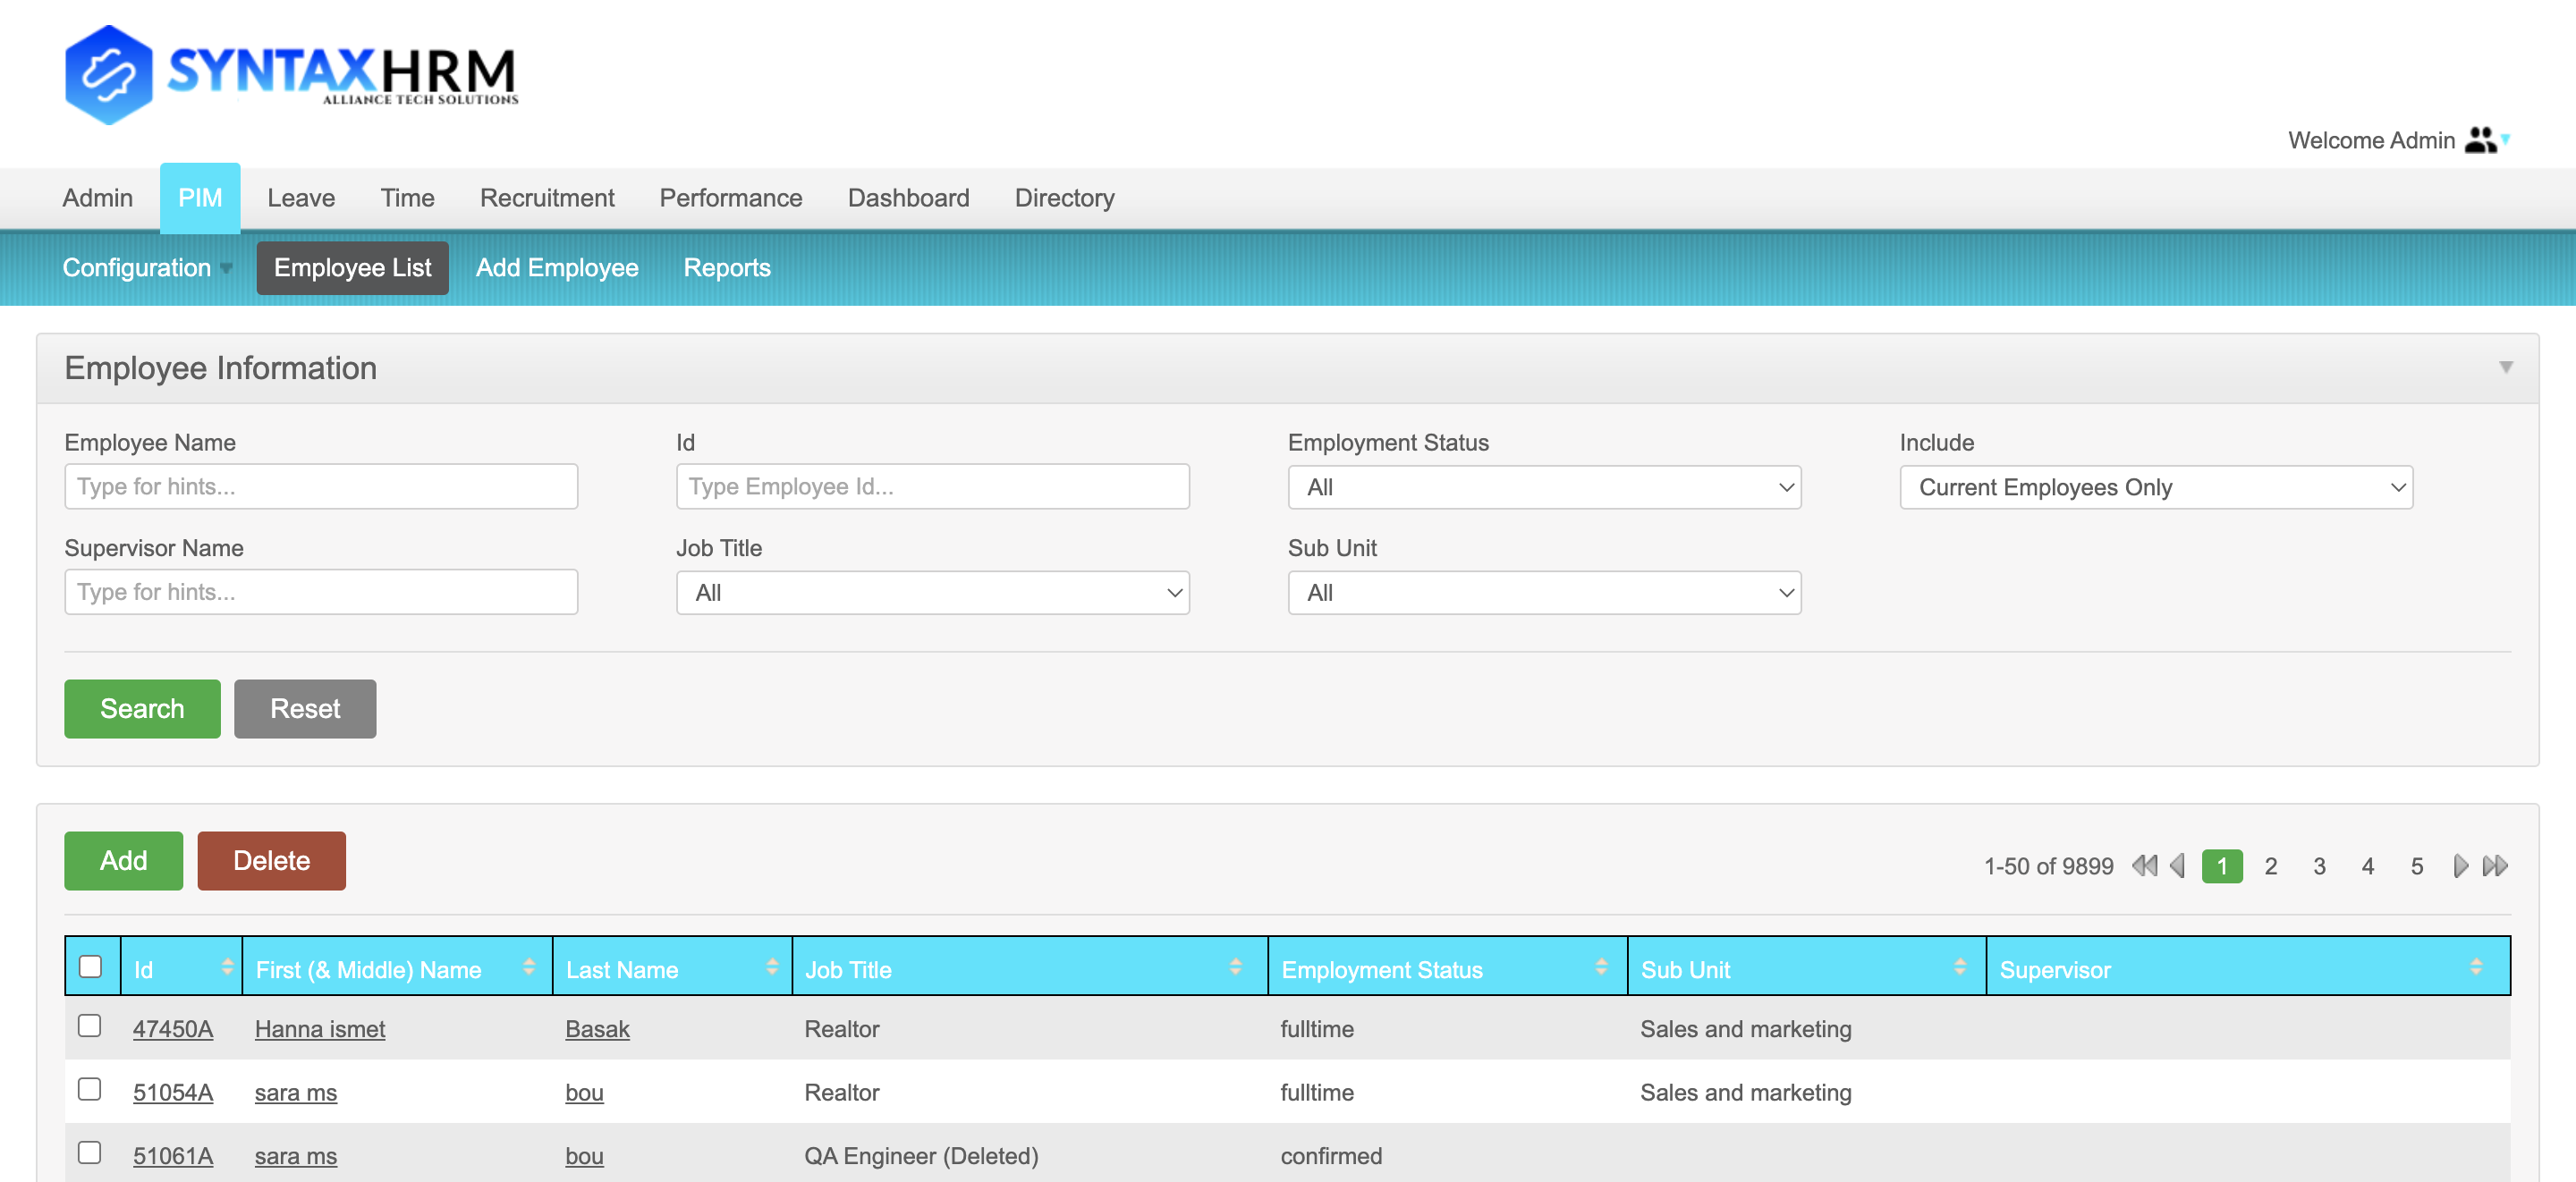 SYNTAXHRM
ALLIANCE TECH SOLUTIONS
Welcome Admin
Admin PIM Leave Time Recruitment Performance Dashboard Directory
Configuration Employee List Add Employee Reports
Employee Information
Employee Name Id Employment Status Include
Type for hints... Type Employee Id... All Current Employees Only
Supervisor Name Job Title Sub Unit
Type for hints... All All
Search Reset
Add Delete
1-50 of 9899 1 2 3 4 5
Id First (& Middle) Name Last Name Job Title Employment Status Sub Unit Supervisor
47450A Hanna ismet Basak Realtor fulltime Sales and marketing
51054A sara ms bou Realtor fulltime Sales and marketing
51061A sara ms bou QA Engineer (Deleted) confirmed